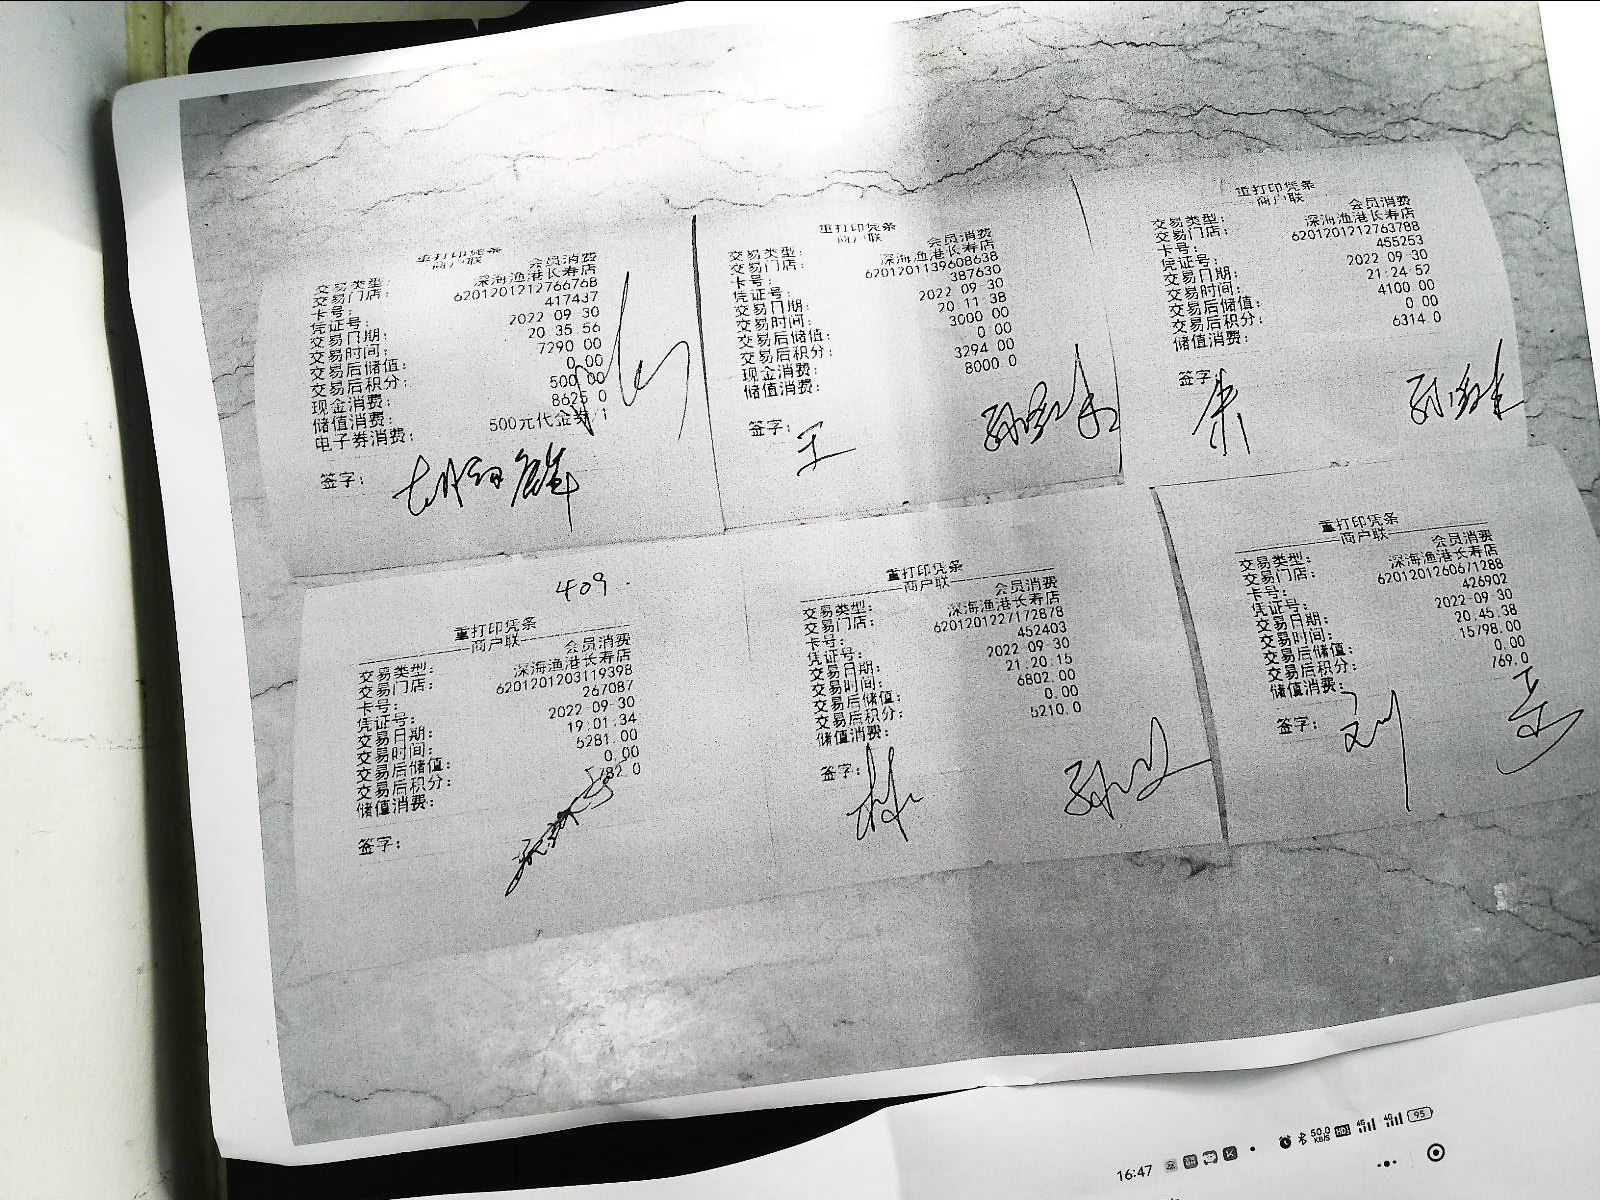 重打印凭条
商户联
交易类型: 会员消费
交易门店: 深海渔港长寿店
卡号: 6201201212766768
凭证号: 417437
交易日期: 2022 09 30
交易时间: 20 35 56
交易后储值: 7290 00
交易后积分: 0 00
现金消费: 500 00
储值消费: 8625 0
电子券消费: 500元代金券 1
签字:
重打印凭条
商户联
交易类型: 会员消费
交易门店: 深海渔港长寿店
卡号: 6201201139608638
凭证号: 387630
交易日期: 2022 09 30
交易时间: 20 11 38
交易后储值: 3000 00
交易后积分: 0 00
现金消费: 3294 00
储值消费: 8000 0
签字: 王
重打印凭条
商户联
交易类型: 会员消费
交易门店: 深海渔港长寿店
卡号: 6201201212763788
凭证号: 455253
交易日期: 2022 09 30
交易时间: 21 24 52
交易后储值: 4100 00
交易后积分: 0 00
储值消费: 6314 0
签字: 朱
409
重打印凭条
商户联
交易类型: 会员消费
交易门店: 深海渔港长寿店
卡号: 6201201203119398
凭证号: 267087
交易日期: 2022-09-30
交易时间: 19:01:34
交易后储值: 5281.00
交易后积分: 0.00
储值消费:
签字:
重打印凭条
商户联
交易类型: 会员消费
交易门店: 深海渔港长寿店
卡号: 6201201227172878
凭证号: 452403
交易日期: 2022 09 30
交易时间: 21:20:15
交易后储值: 6802.00
交易后积分: 0.00
储值消费: 5210.0
签字: 林
重打印凭条
商户联
交易类型: 会员消费
交易门店: 深海渔港长寿店
卡号: 6201201260671288
凭证号: 426902
交易日期: 2022-09 30
交易时间: 20.45.38
交易后储值: 15798.00
交易后积分: 0.00
储值消费: 769.0
签字: 刘
16:47
50.0 KB/S HD 4G 4G 95